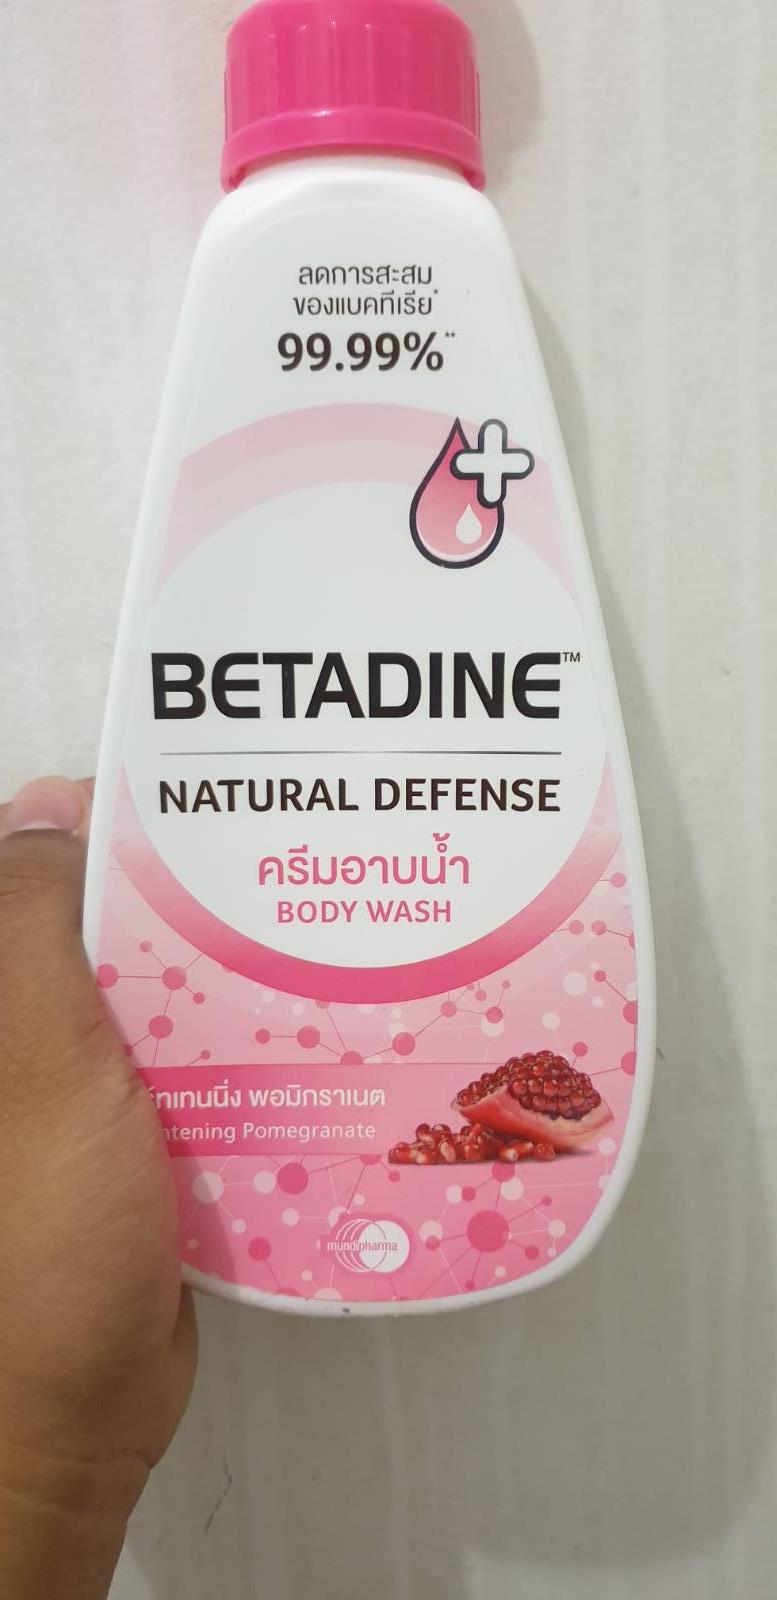 ลดการสะสม
ของแบคทีเรีย*
99.99%**
BETADINE™
NATURAL DEFENSE
ครีมอาบน้ำ
BODY WASH
พอมิกราเนต
Pomegranate
mundipharma